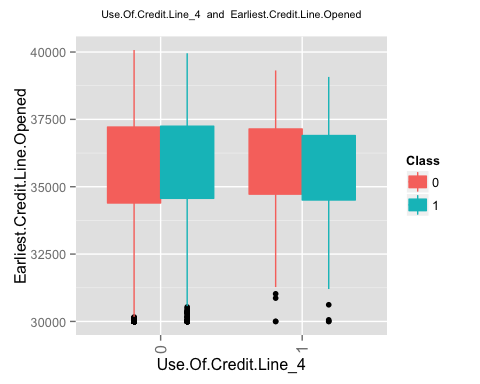 Use.Of.Credit.Line_4 and Earliest.Credit.Line.Opened
40000
37500
35000
32500
30000
Earliest.Credit.Line.Opened
0
1
Use.Of.Credit.Line_4
Class
0
1